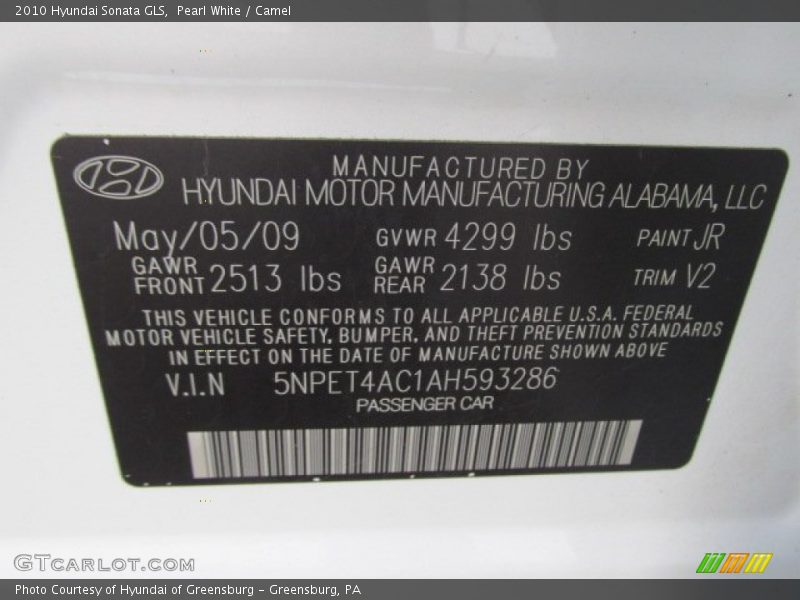 2010 Hyundai Sonata GLS, Pearl White / Camel
MANUFACTURED BY
HYUNDAI MOTOR MANUFACTURING ALABAMA, LLC
May/05/09 GVWR 4299 lbs PAINT JR
GAWR FRONT 2513 lbs GAWR REAR 2138 lbs TRIM V2
THIS VEHICLE CONFORMS TO ALL APPLICABLE U.S.A. FEDERAL
MOTOR VEHICLE SAFETY, BUMPER, AND THEFT PREVENTION STANDARDS
IN EFFECT ON THE DATE OF MANUFACTURE SHOWN ABOVE
V.I.N 5NPET4AC1AH593286
PASSENGER CAR
GTCARLOT.COM
Photo Courtesy of Hyundai of Greensburg - Greensburg, PA